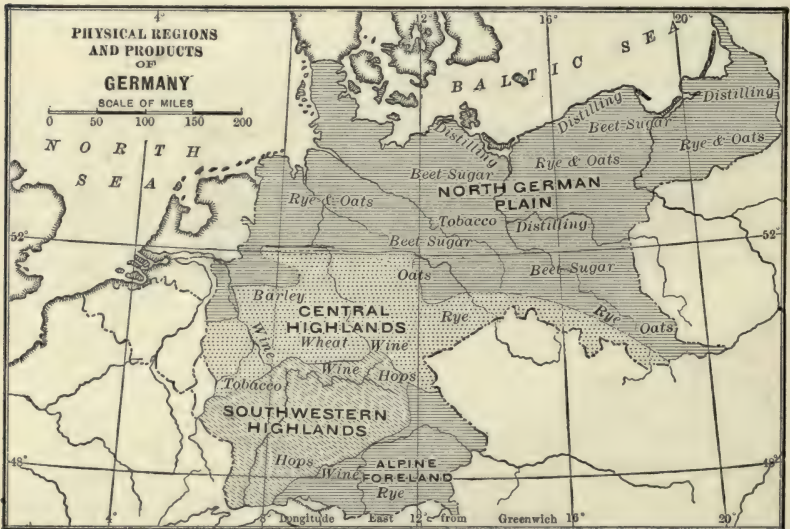 PHYSICAL REGIONS
AND PRODUCTS
OF
GERMANY
SCALE OF MILES
0 50 100 150 200
4°
8°
12°
16°
20°
BALTIC SEA
NORTH
SEA
Distilling
Distilling
Distilling
Beet-Sugar
Beet-Sugar
Rye & Oats
Rye & Oats
NORTH GERMAN
PLAIN
Rye & Oats
Tobacco
Distilling
52°
52°
Beet-Sugar
Oats
Beet-Sugar
Barley
CENTRAL
HIGHLANDS
Rye
Rye
Oats
Wine
Wheat
Wine
Wine
Hops
Tobacco
SOUTHWESTERN
HIGHLANDS
48°
48°
Hops
Wine
ALPINE
FORELAND
Rye
4°
8°
Longitude East 12° from Greenwich
16°
20°